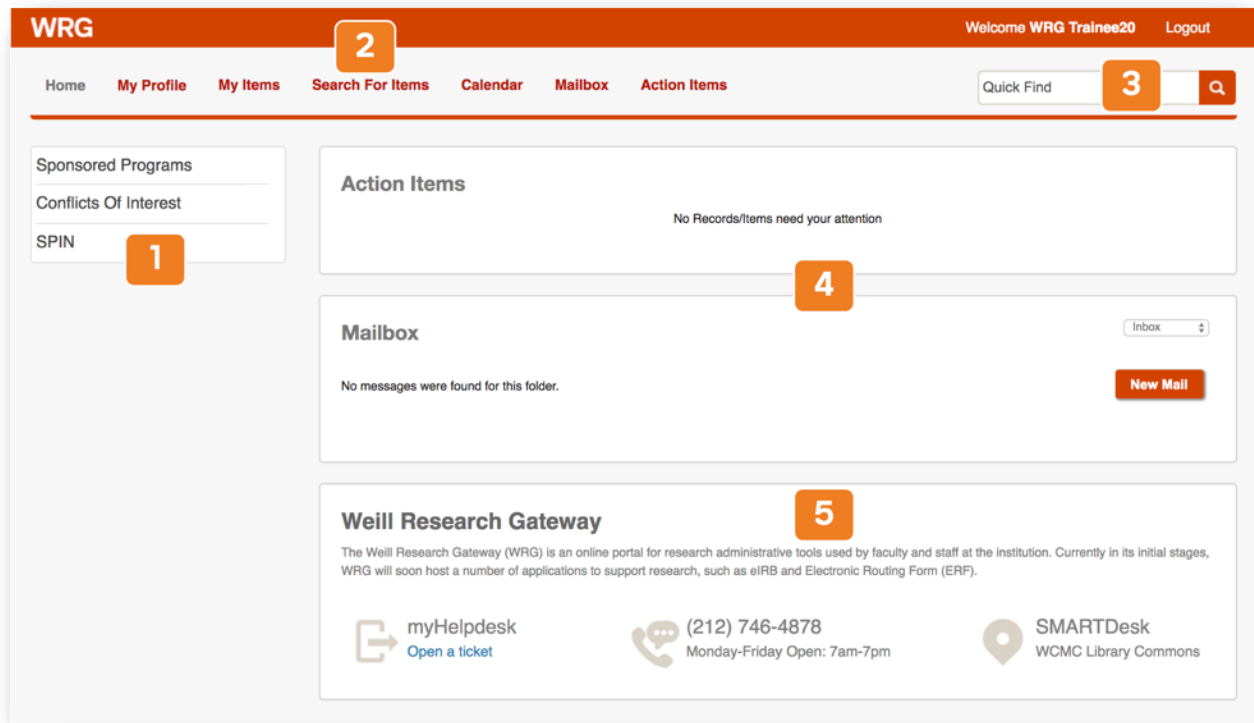 WRG
Welcome WRG Trainee20 Logout
2
Home My Profile My Items Search For Items Calendar Mailbox Action Items
Quick Find 3
Sponsored Programs
Conflicts Of Interest
SPIN
1
Action Items
No Records/Items need your attention
4
Mailbox
Inbox
No messages were found for this folder.
New Mail
5
Weill Research Gateway
The Weill Research Gateway (WRG) is an online portal for research administrative tools used by faculty and staff at the institution. Currently in its initial stages,
WRG will soon host a number of applications to support research, such as eIRB and Electronic Routing Form (ERF).
myHelpdesk
Open a ticket
(212) 746-4878
Monday-Friday Open: 7am-7pm
SMARTDesk
WCMC Library Commons